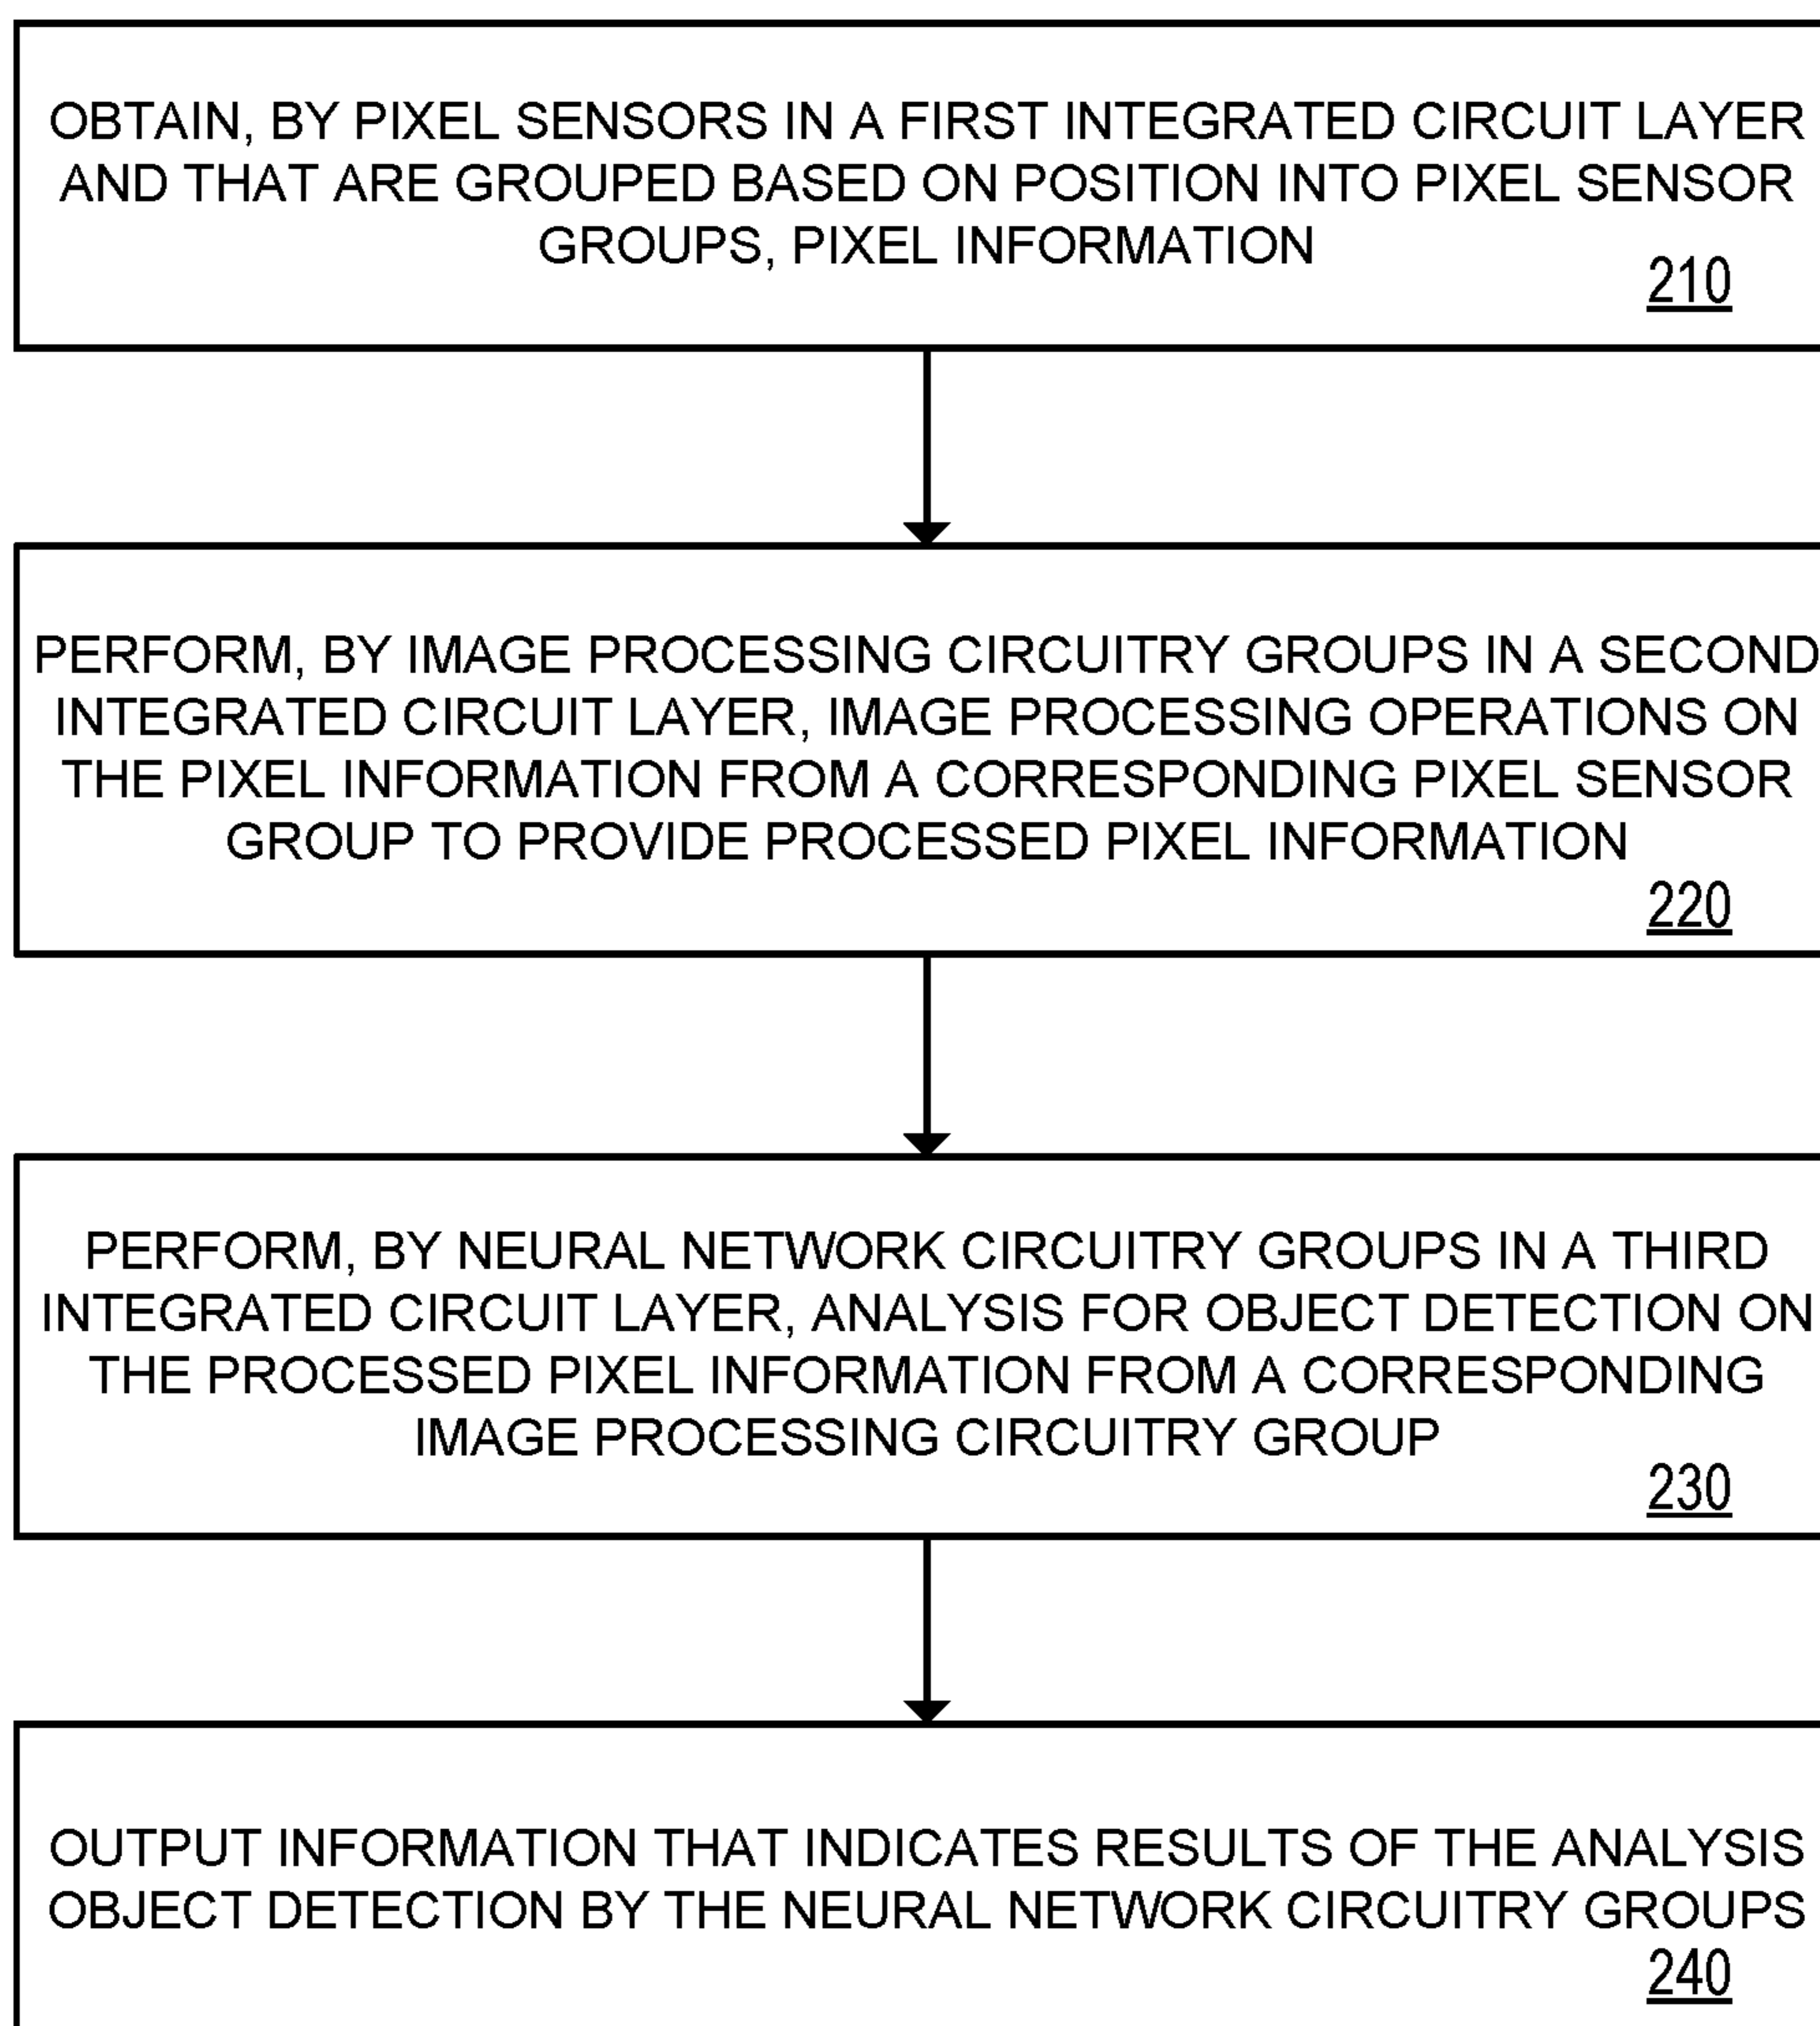 OBTAIN, BY PIXEL SENSORS IN A FIRST INTEGRATED CIRCUIT LAYER
AND THAT ARE GROUPED BASED ON POSITION INTO PIXEL SENSOR
GROUPS, PIXEL INFORMATION
210
PERFORM, BY IMAGE PROCESSING CIRCUITRY GROUPS IN A SECOND
INTEGRATED CIRCUIT LAYER, IMAGE PROCESSING OPERATIONS ON
THE PIXEL INFORMATION FROM A CORRESPONDING PIXEL SENSOR
GROUP TO PROVIDE PROCESSED PIXEL INFORMATION
220
PERFORM, BY NEURAL NETWORK CIRCUITRY GROUPS IN A THIRD
INTEGRATED CIRCUIT LAYER, ANALYSIS FOR OBJECT DETECTION ON
THE PROCESSED PIXEL INFORMATION FROM A CORRESPONDING
IMAGE PROCESSING CIRCUITRY GROUP
230
OUTPUT INFORMATION THAT INDICATES RESULTS OF THE ANALYSIS
OBJECT DETECTION BY THE NEURAL NETWORK CIRCUITRY GROUPS
240